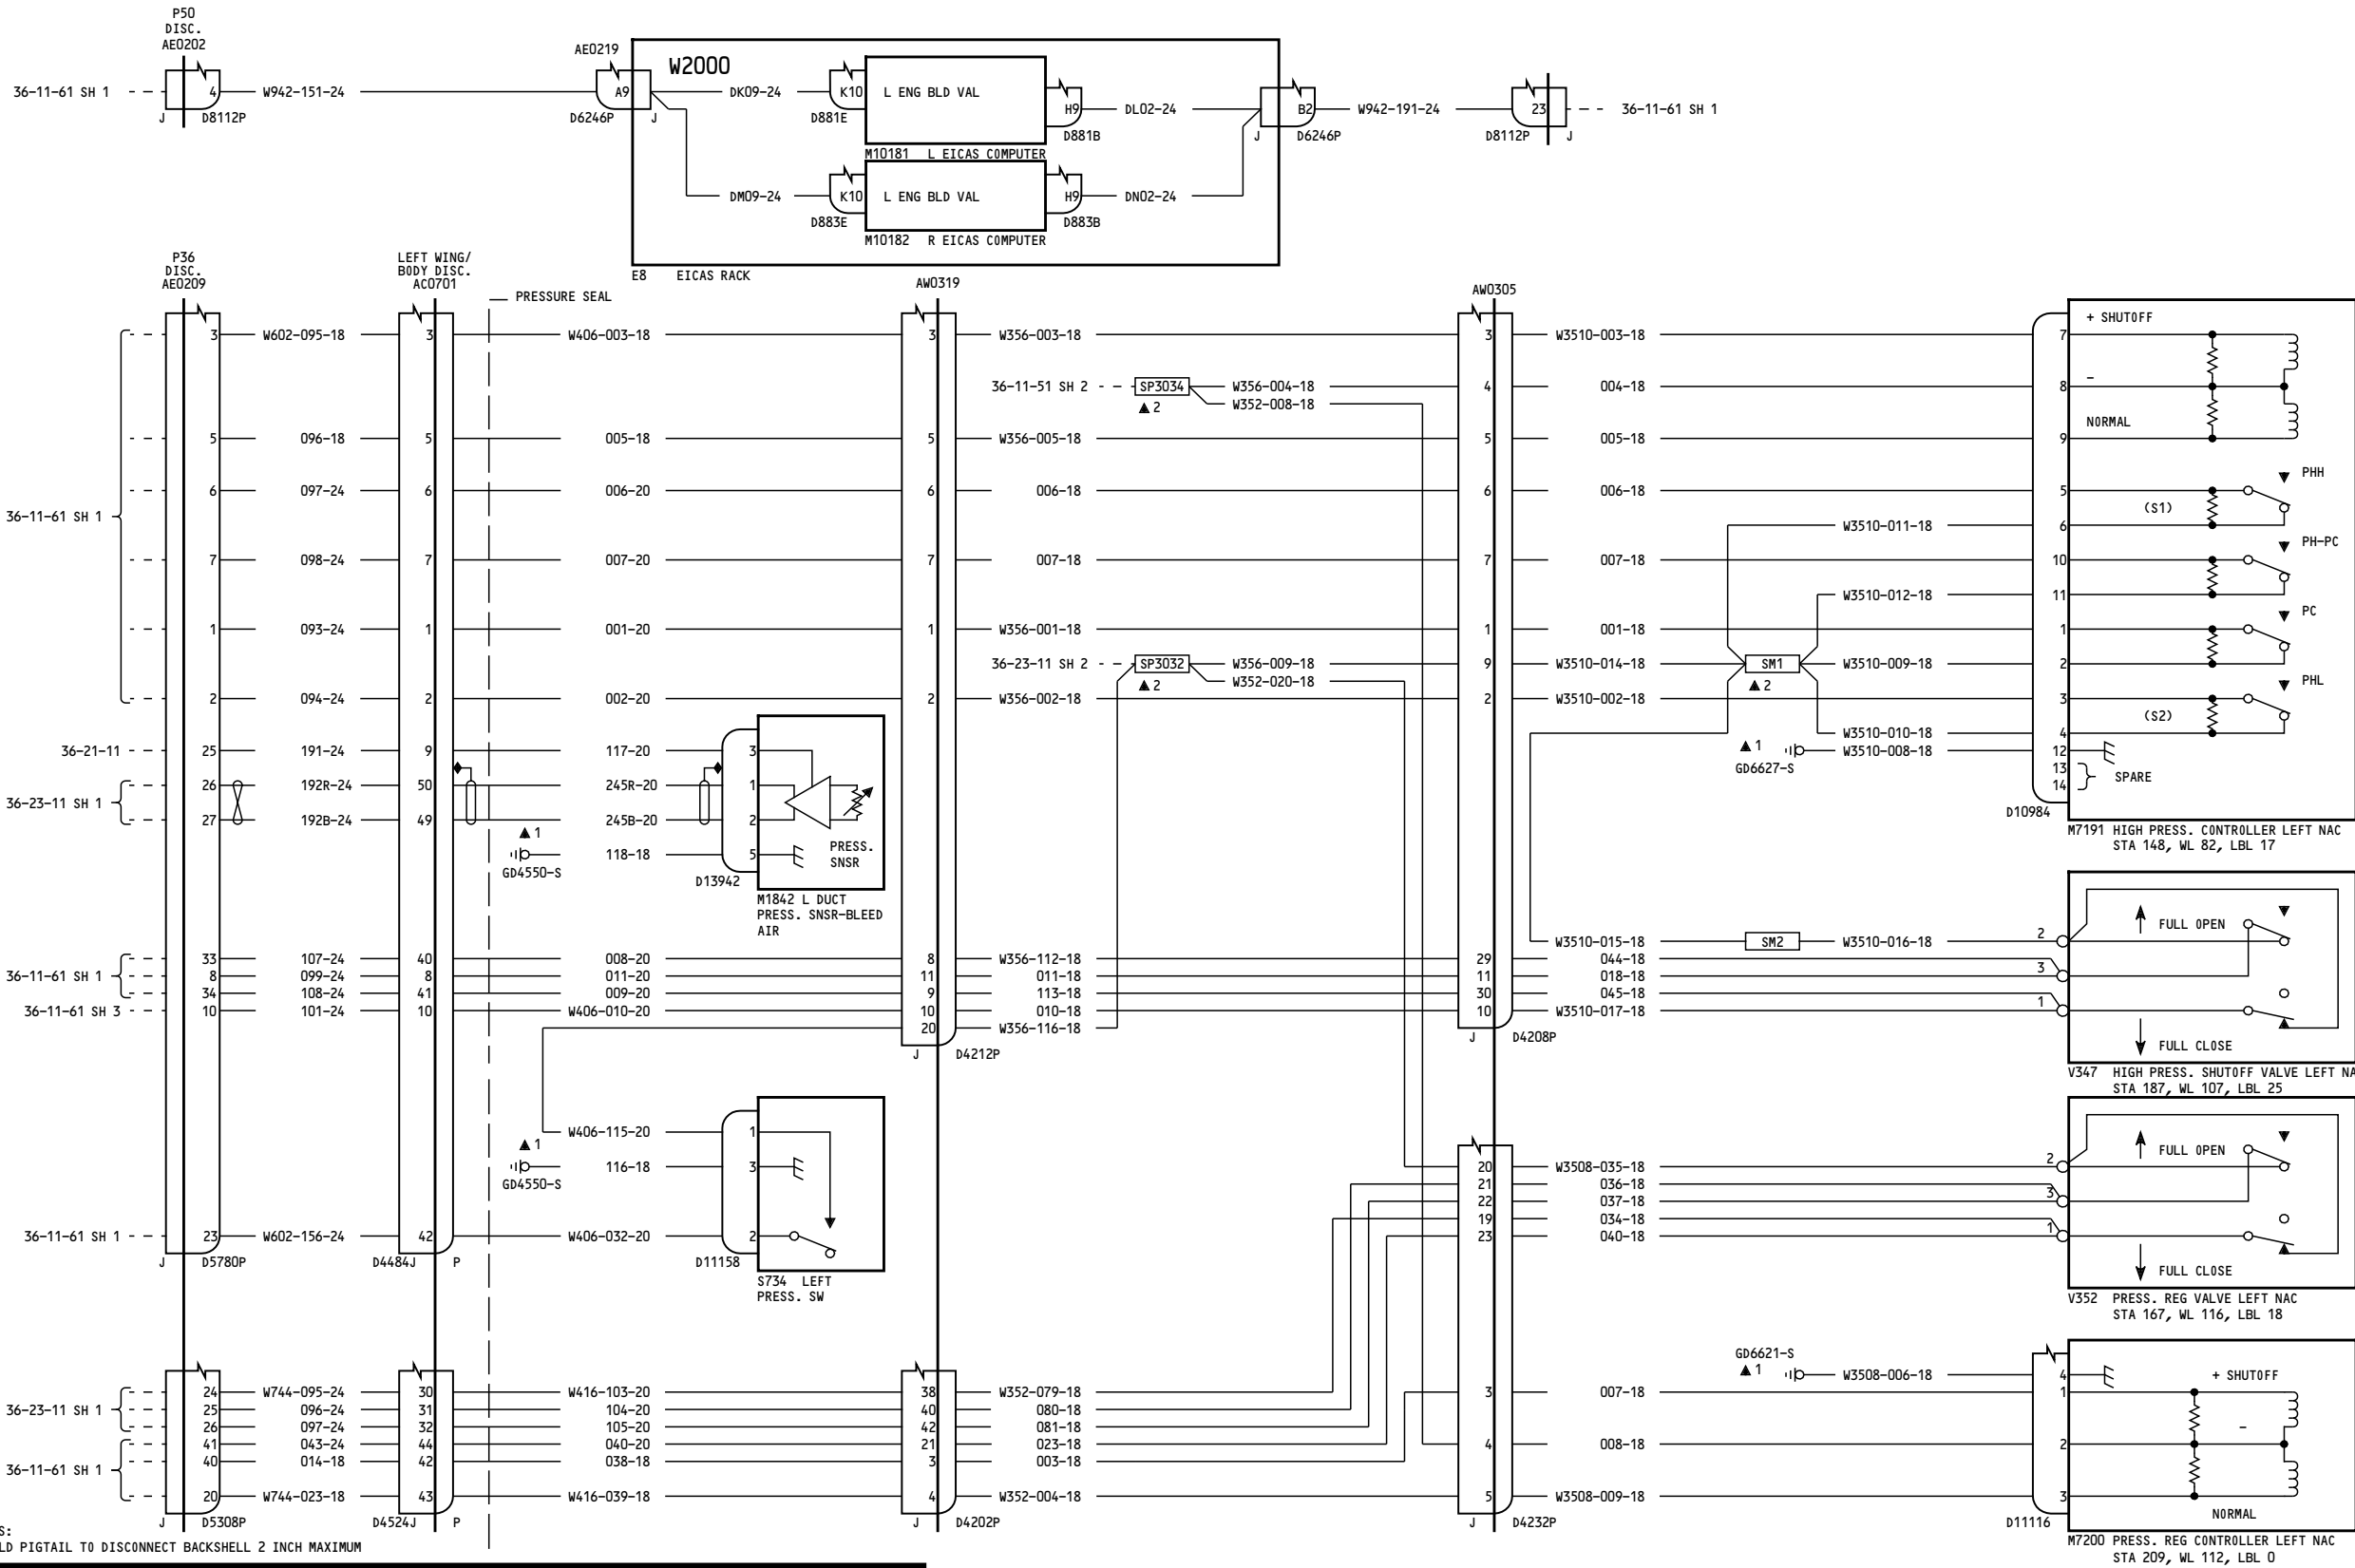 P50
DISC.
AE0202
36-11-61 SH 1
4
J
D8112P
W942-151-24
AE0219
A9
D6246P
J
W2000
DK09-24
K10
D881E
L ENG BLD VAL
H9
D881B
DL02-24
M10181 L EICAS COMPUTER
DM09-24
K10
D883E
L ENG BLD VAL
H9
D883B
DN02-24
M10182 R EICAS COMPUTER
E8 EICAS RACK
B2
J
D6246P
W942-191-24
23
D8112P
J
36-11-61 SH 1
P36
DISC.
AE0209
LEFT WING/
BODY DISC.
AC0701
PRESSURE SEAL
AW0319
AW0305
3 W602-095-18 3 W406-003-18 3 W356-003-18 3 W3510-003-18 7
+ SHUTOFF
36-11-51 SH 2 SP3034 W356-004-18 4 004-18 8
–
2 W352-008-18
5 096-18 5 005-18 5 W356-005-18 5 005-18 9
NORMAL
6 097-24 6 006-20 6 006-18 6 006-18 5
PHH
(S1)
36-11-61 SH 1
W3510-011-18 6
7 098-24 7 007-20 7 007-18 7 007-18 10
PH-PC
W3510-012-18 11
1 093-24 1 001-20 1 W356-001-18 1 001-18 1
PC
36-23-11 SH 2 SP3032 W356-009-18 9 W3510-014-18 SM1 W3510-009-18 2
2 W352-020-18 2
2 094-24 2 002-20 2 W356-002-18 2 W3510-002-18 3
PHL
(S2)
W3510-010-18 4
1 GD6627-S W3510-008-18 12
13
14
SPARE
D10984
M7191 HIGH PRESS. CONTROLLER LEFT NAC
STA 148, WL 82, LBL 17
36-21-11 25 191-24 9 117-20 3
36-23-11 SH 1
26 192R-24 50 245R-20 1
27 192B-24 49 245B-20 2
1
GD4550-S
118-18 5
D13942
PRESS.
SNSR
M1842 L DUCT
PRESS. SNSR-BLEED
AIR
W3510-015-18 SM2 W3510-016-18 2
33 107-24 40 008-20 8 W356-112-18 29 044-18
36-11-61 SH 1 8 099-24 8 011-20 11 011-18 11 018-18 3
34 108-24 41 009-20 9 113-18 30 045-18
36-11-61 SH 3 10 101-24 10 W406-010-20 10 010-18 10 W3510-017-18 1
20 W356-116-18
J D4212P
J D4208P
FULL OPEN
FULL CLOSE
V347 HIGH PRESS. SHUTOFF VALVE LEFT NA
STA 187, WL 107, LBL 25
W406-115-20 1
1
GD4550-S
116-18 3
36-11-61 SH 1 23 W602-156-24 42 W406-032-20 2
J D5780P
D4484J P
D11158
S734 LEFT
PRESS. SW
20 W3508-035-18 2
21 036-18
22 037-18 3
19 034-18
23 040-18 1
FULL OPEN
FULL CLOSE
V352 PRESS. REG VALVE LEFT NAC
STA 167, WL 116, LBL 18
GD6621-S
1
W3508-006-18 4
24 W744-095-24 30 W416-103-20 38 W352-079-18 3 007-18 1
+ SHUTOFF
36-23-11 SH 1 25 096-24 31 104-20 40 080-18
26 097-24 32 105-20 42 081-18
–
41 043-24 44 040-20 21 023-18 4 008-18 2
36-11-61 SH 1 40 014-18 42 038-18 3 003-18
20 W744-023-18 43 W416-039-18 4 W352-004-18 5 W3508-009-18 3
NORMAL
J D5308P
D4524J P
J D4202P
J D4232P
D11116
M7200 PRESS. REG CONTROLLER LEFT NAC
STA 209, WL 112, LBL 0
S:
LD PIGTAIL TO DISCONNECT BACKSHELL 2 INCH MAXIMUM